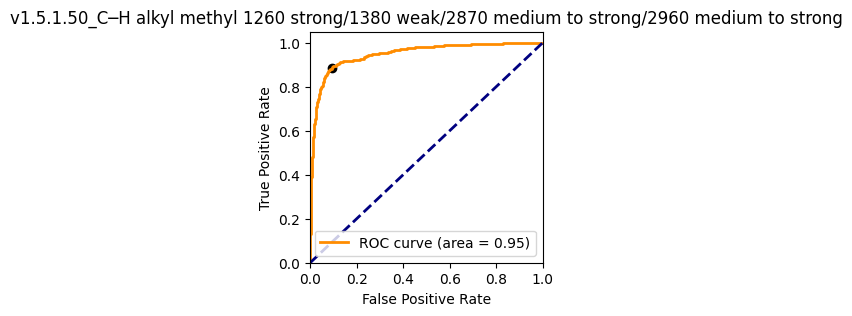 v1.5.1.50_C─H alkyl methyl 1260 strong/1380 weak/2870 medium to strong/2960 medium to strong
1.0
0.8
0.6
0.4
0.2
0.0
True Positive Rate
ROC curve (area = 0.95)
0.0 0.2 0.4 0.6 0.8 1.0
False Positive Rate